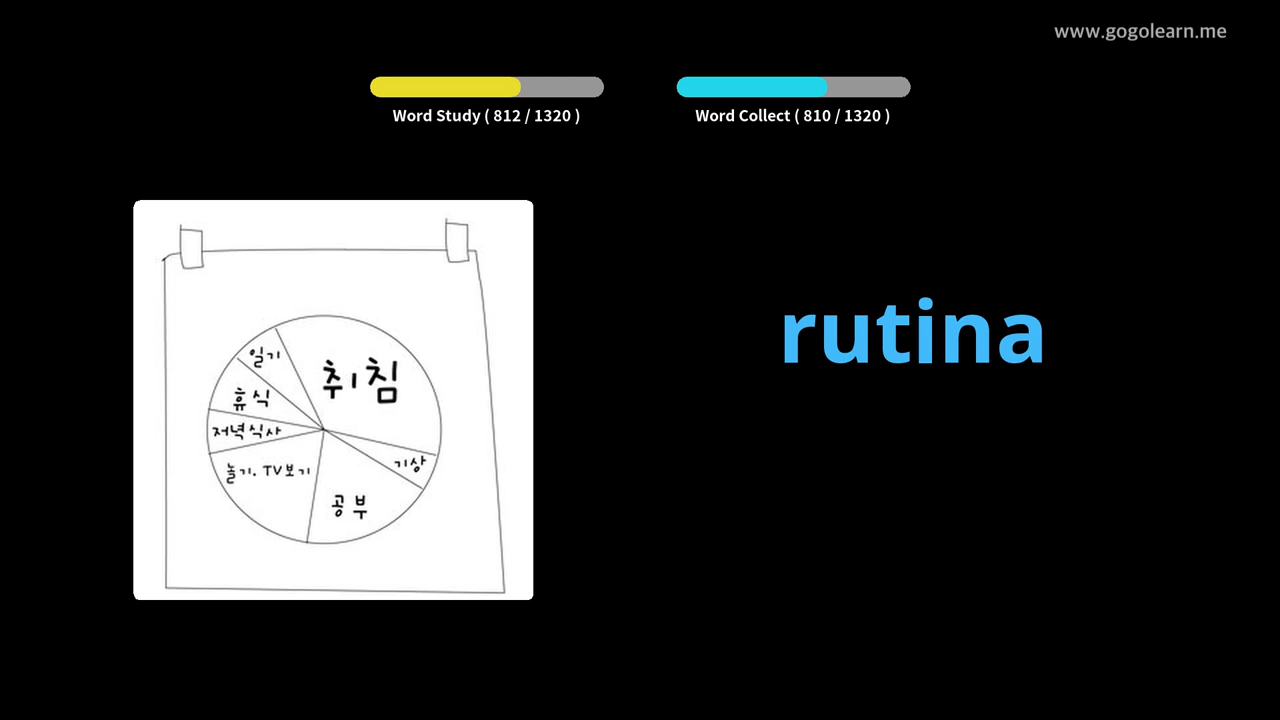 www.gogolearn.me
Word Study ( 812 / 1320 )
Word Collect ( 810 / 1320 )
일기
취침
휴식
저녁식사
기상
놀기. TV보기
공부
rutina